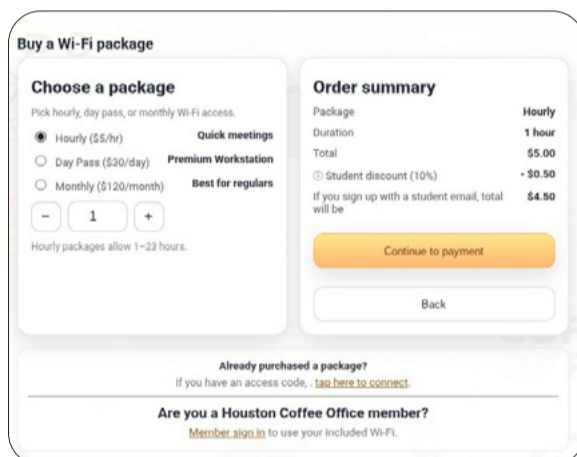 Buy a Wi-Fi package
Choose a package
Pick hourly, day pass, or monthly Wi-Fi access.
Hourly ($5/hr) Quick meetings
Day Pass ($30/day) Premium Workstation
Monthly ($120/month) Best for regulars
− 1 +
Hourly packages allow 1–23 hours.
Order summary
Package Hourly
Duration 1 hour
Total $5.00
ⓘ Student discount (10%) - $0.50
If you sign up with a student email, total $4.50
will be
Continue to payment
Back
Already purchased a package?
If you have an access code, . tap here to connect.
Are you a Houston Coffee Office member?
Member sign in to use your included Wi-Fi.